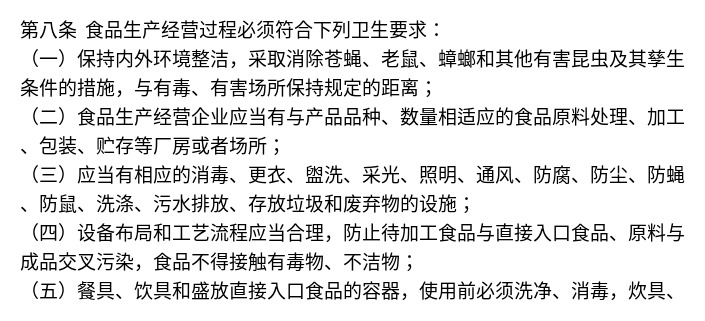 第八条 食品生产经营过程必须符合下列卫生要求：
（一）保持内外环境整洁，采取消除苍蝇、老鼠、蟑螂和其他有害昆虫及其孳生
条件的措施，与有毒、有害场所保持规定的距离；
（二）食品生产经营企业应当有与产品品种、数量相适应的食品原料处理、加工
、包装、贮存等厂房或者场所；
（三）应当有相应的消毒、更衣、盥洗、采光、照明、通风、防腐、防尘、防蝇
、防鼠、洗涤、污水排放、存放垃圾和废弃物的设施；
（四）设备布局和工艺流程应当合理，防止待加工食品与直接入口食品、原料与
成品交叉污染，食品不得接触有毒物、不洁物；
（五）餐具、饮具和盛放直接入口食品的容器，使用前必须洗净、消毒，炊具、